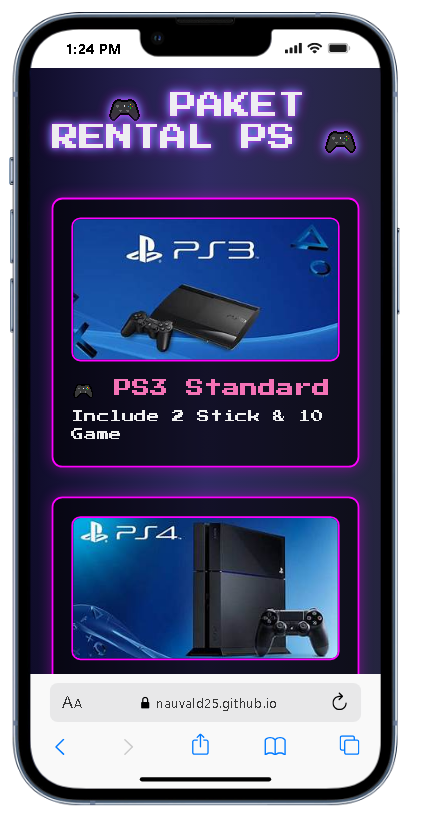 1:24 PM
PAKET
RENTAL PS
PS3
PS3 Standard
Include 2 Stick & 10
Game
PS4
AA nauvald25.github.io